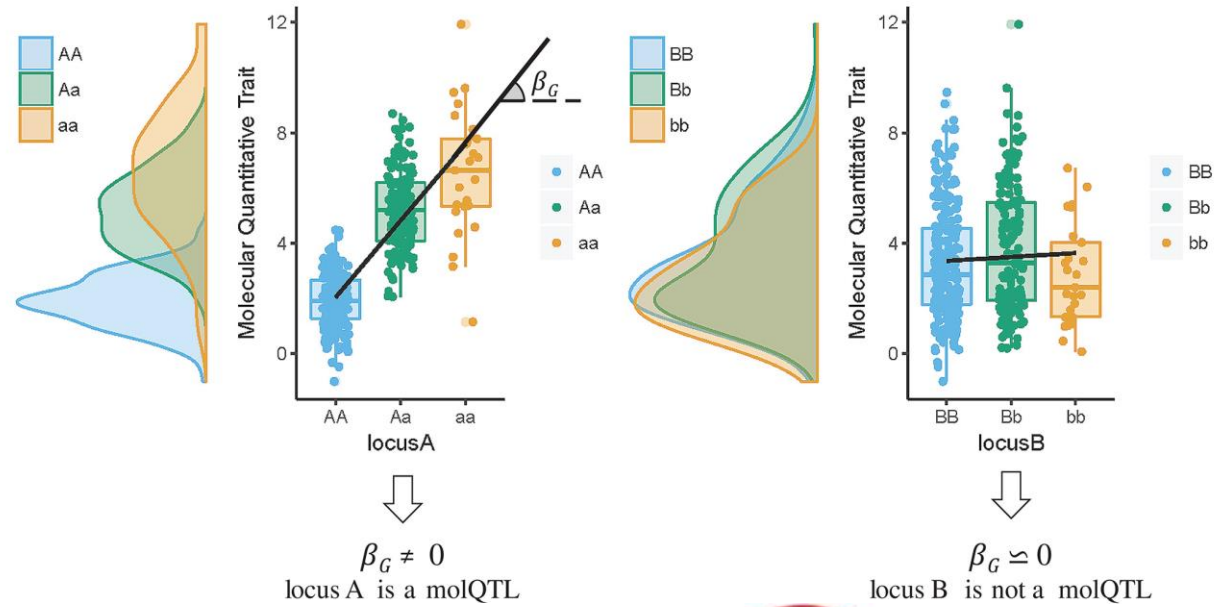 AA
Aa
aa
Molecular Quantitative Trait
12
8
4
0
β_G
AA
Aa
aa
AA Aa aa
locusA
β_G ≠ 0
locus A is a molQTL
BB
Bb
bb
Molecular Quantitative Trait
12
8
4
0
BB
Bb
bb
BB Bb bb
locusB
β_G ≃ 0
locus B is not a molQTL